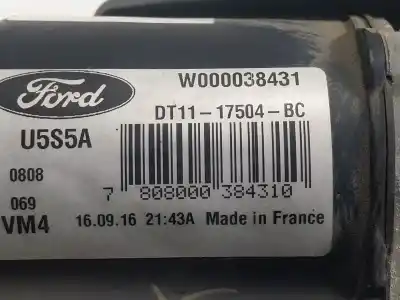 Ford
W000038431
DT11-17504-BC
U5S5A
0808
069
7 808000 384310
VM4
16.09.16 21:43A Made in France